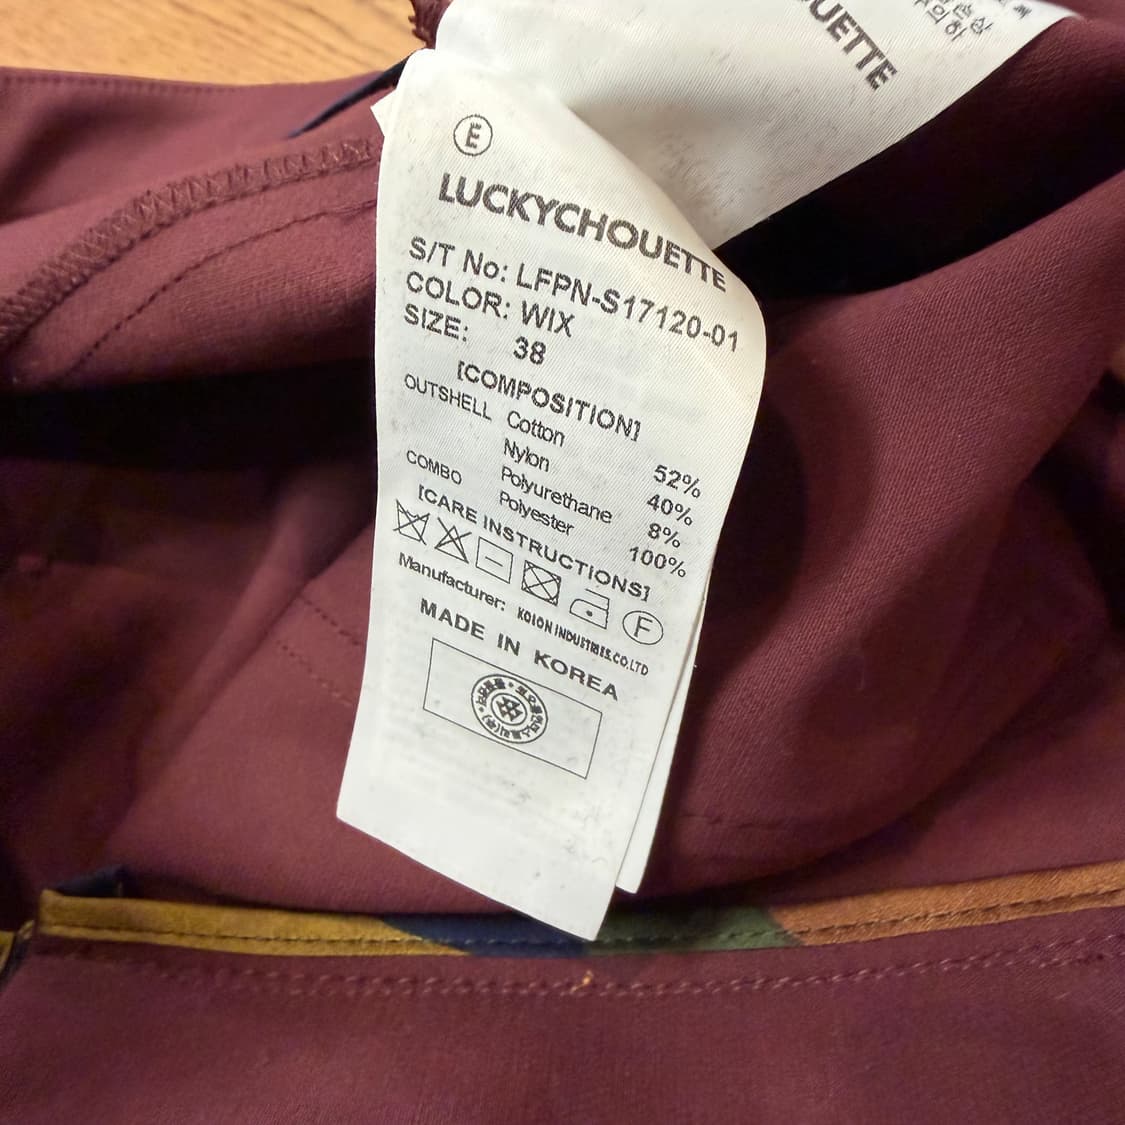 OUETTE
E
LUCKYCHOUETTE
S/T No: LFPN-S17120-01
COLOR: WIX
SIZE: 38
[COMPOSITION]
OUTSHELL Cotton 52%
Nylon 40%
Polyurethane 8%
COMBO Polyester 100%
[CARE INSTRUCTIONS]
F
Manufacturer: KOLON INDUSTRIES.CO.LTD
MADE IN KOREA